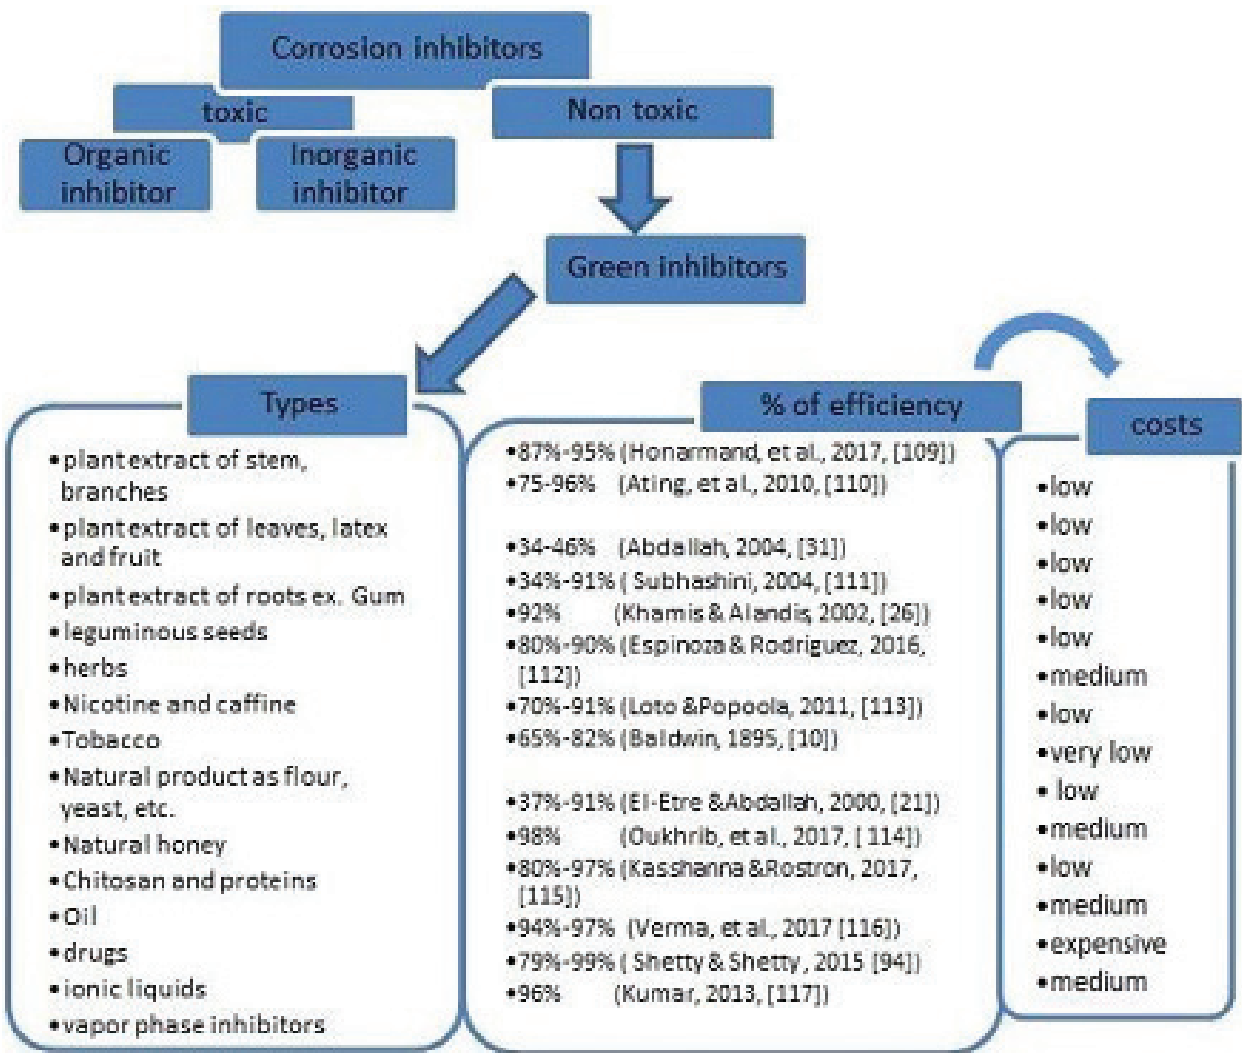 Corrosion inhibitors
toxic
Non toxic
Organic
inhibitor
Inorganic
inhibitor
Green inhibitors
Types
•plant extract of stem,
branches
•plant extract of leaves, latex
and fruit
•plant extract of roots ex. Gum
•leguminous seeds
•herbs
•Nicotine and caffine
•Tobacco
•Natural product as flour,
yeast, etc.
•Natural honey
•Chitosan and proteins
•Oil
•drugs
•ionic liquids
•vapor phase inhibitors
% of efficiency
•87%-95% (Honarmand, et al., 2017, [109])
•75-96% (Ating, et al., 2010, [110])
•34-46% (Abdallah, 2004, [31])
•34%-91% ( Subhashini, 2004, [111])
•92% (Khamis & Alandis, 2002, [26])
•80%-90% (Espinoza & Rodriguez, 2016,
[112])
•70%-91% (Loto &Popoola, 2011, [113])
•65%-82% (Baldwin, 1895, [10])
•37%-91% (El-Etre &Abdallah, 2000, [21])
•98% (Oukhrib, et al., 2017, [114])
•80%-97% (Kasshanna &Rostron, 2017,
[115])
•94%-97% (Verma, et al., 2017 [116])
•79%-99% ( Shetty & Shetty, 2015 [94])
•96% (Kumar, 2013, [117])
costs
•low
•low
•low
•low
•low
•medium
•low
•very low
• low
•medium
•low
•medium
•expensive
•medium